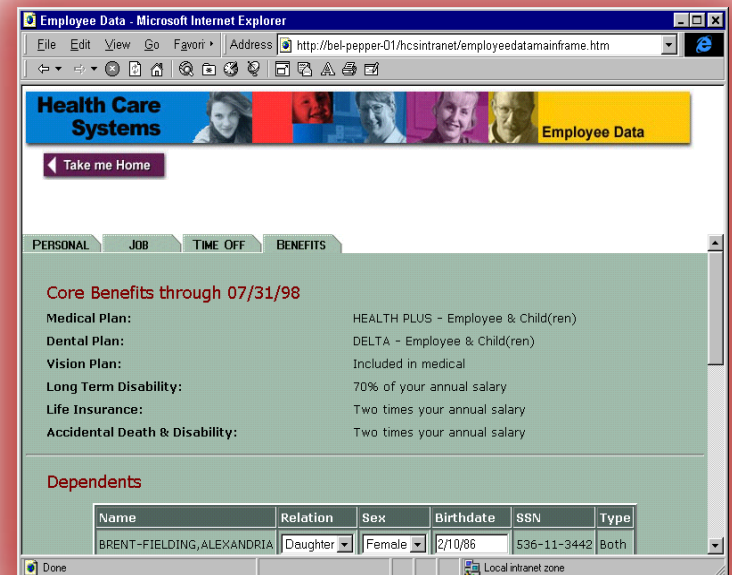 Employee Data - Microsoft Internet Explorer
File Edit View Go Favori Address http://bel-pepper-01/hcsintranet/employeedatamainframe.htm
Health Care
Systems
Employee Data
Take me Home
PERSONAL JOB TIME OFF BENEFITS
Core Benefits through 07/31/98
Medical Plan: HEALTH PLUS - Employee & Child(ren)
Dental Plan: DELTA - Employee & Child(ren)
Vision Plan: Included in medical
Long Term Disability: 70% of your annual salary
Life Insurance: Two times your annual salary
Accidental Death & Disability: Two times your annual salary
Dependents
Name Relation Sex Birthdate SSN Type
BRENT-FIELDING,ALEXANDRIA Daughter Female 2/10/86 536-11-3442 Both
Done Local intranet zone